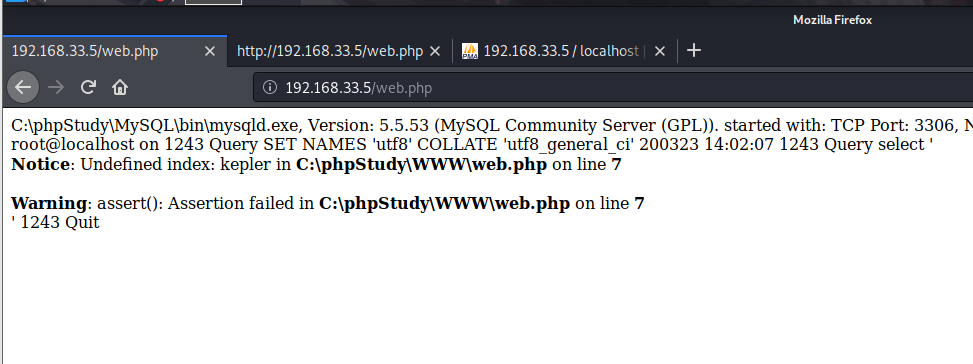 Mozilla Firefox
192.168.33.5/web.php
http://192.168.33.5/web.php
192.168.33.5 / localhost
192.168.33.5/web.php
C:\phpStudy\MySQL\bin\mysqld.exe, Version: 5.5.53 (MySQL Community Server (GPL)). started with: TCP Port: 3306, N
root@localhost on 1243 Query SET NAMES 'utf8' COLLATE 'utf8_general_ci' 200323 14:02:07 1243 Query select '
Notice: Undefined index: kepler in C:\phpStudy\WWW\web.php on line 7
Warning: assert(): Assertion failed in C:\phpStudy\WWW\web.php on line 7
' 1243 Quit